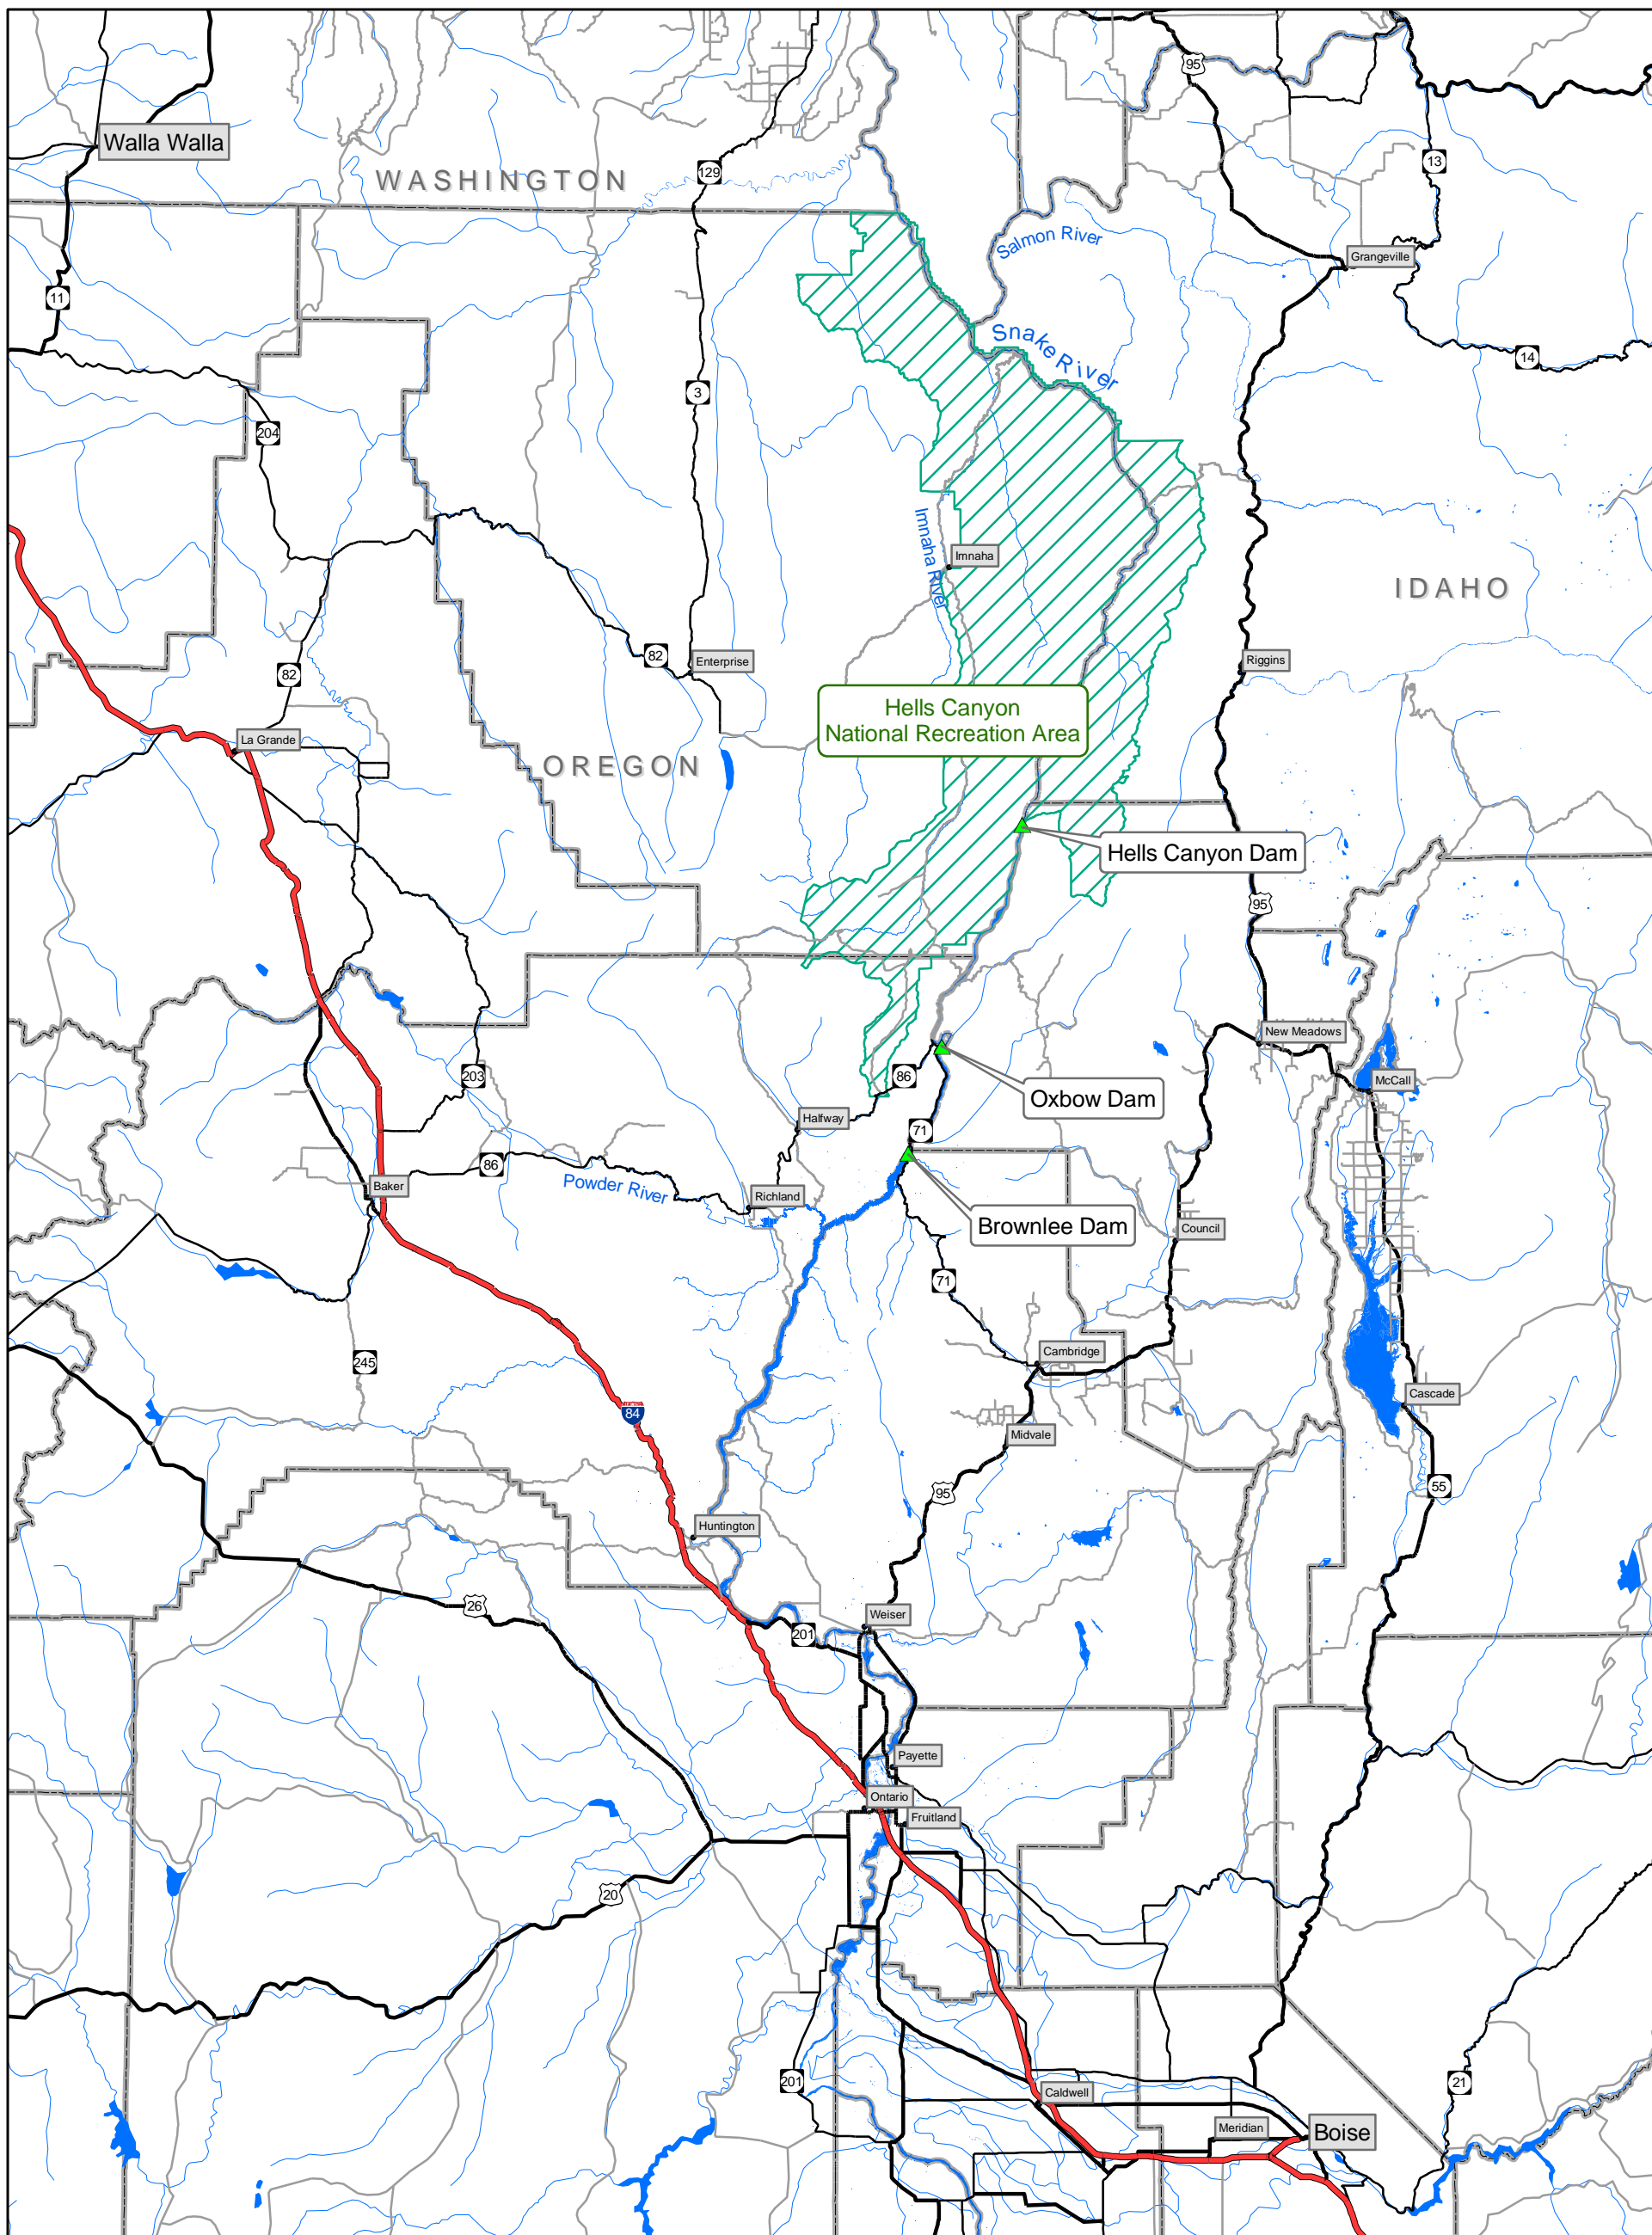 95
Walla Walla
13
129
WASHINGTON
Salmon River
Grangeville
11
Snake River
14
3
204
Imnaha River
Imnaha
IDAHO
82
Enterprise
Riggins
82
Hells Canyon
National Recreation Area
La Grande
OREGON
Hells Canyon Dam
95
New Meadows
203
86
McCall
Oxbow Dam
Halfway
71
86
Baker
Powder River
Richland
Brownlee Dam
Council
71
245
Cambridge
Cascade
84
Midvale
55
95
Huntington
26
Weiser
201
Payette
Ontario
Fruitland
20
201
Caldwell
21
Meridian
Boise